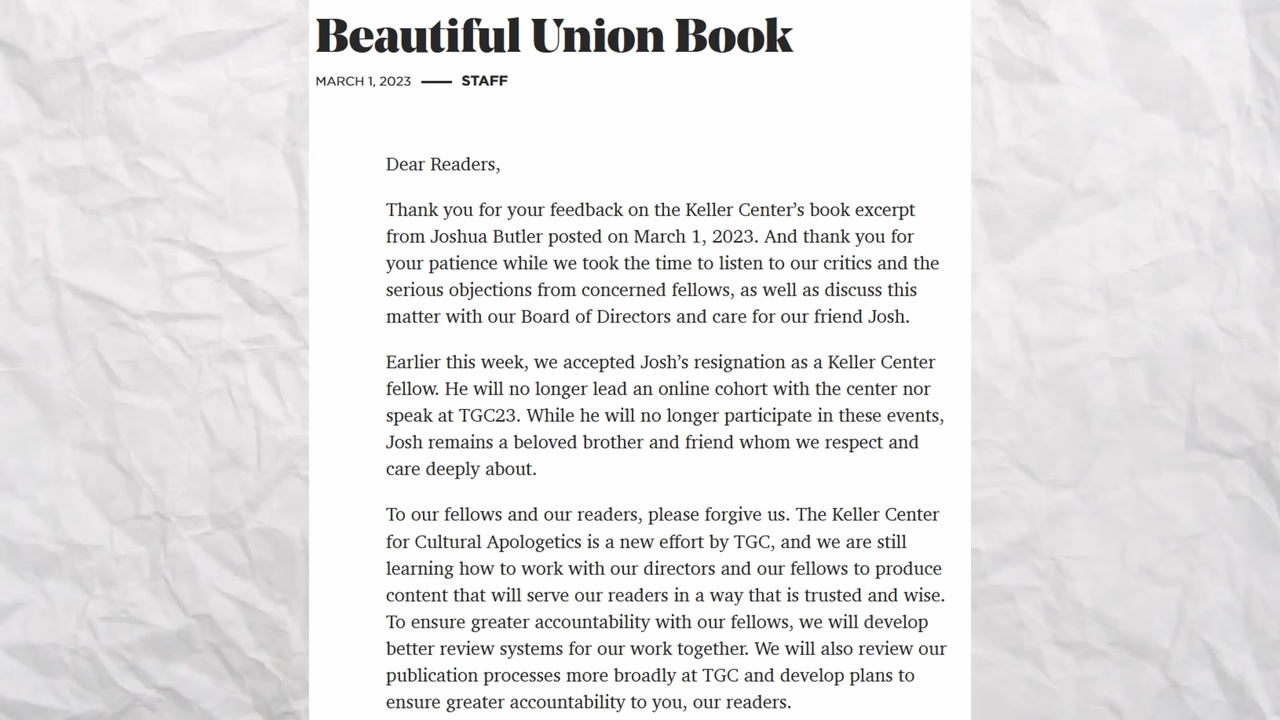 Beautiful Union Book
MARCH 1, 2023 — STAFF
Dear Readers,
Thank you for your feedback on the Keller Center’s book excerpt
from Joshua Butler posted on March 1, 2023. And thank you for
your patience while we took the time to listen to our critics and the
serious objections from concerned fellows, as well as discuss this
matter with our Board of Directors and care for our friend Josh.
Earlier this week, we accepted Josh’s resignation as a Keller Center
fellow. He will no longer lead an online cohort with the center nor
speak at TGC23. While he will no longer participate in these events,
Josh remains a beloved brother and friend whom we respect and
care deeply about.
To our fellows and our readers, please forgive us. The Keller Center
for Cultural Apologetics is a new effort by TGC, and we are still
learning how to work with our directors and our fellows to produce
content that will serve our readers in a way that is trusted and wise.
To ensure greater accountability with our fellows, we will develop
better review systems for our work together. We will also review our
publication processes more broadly at TGC and develop plans to
ensure greater accountability to you, our readers.